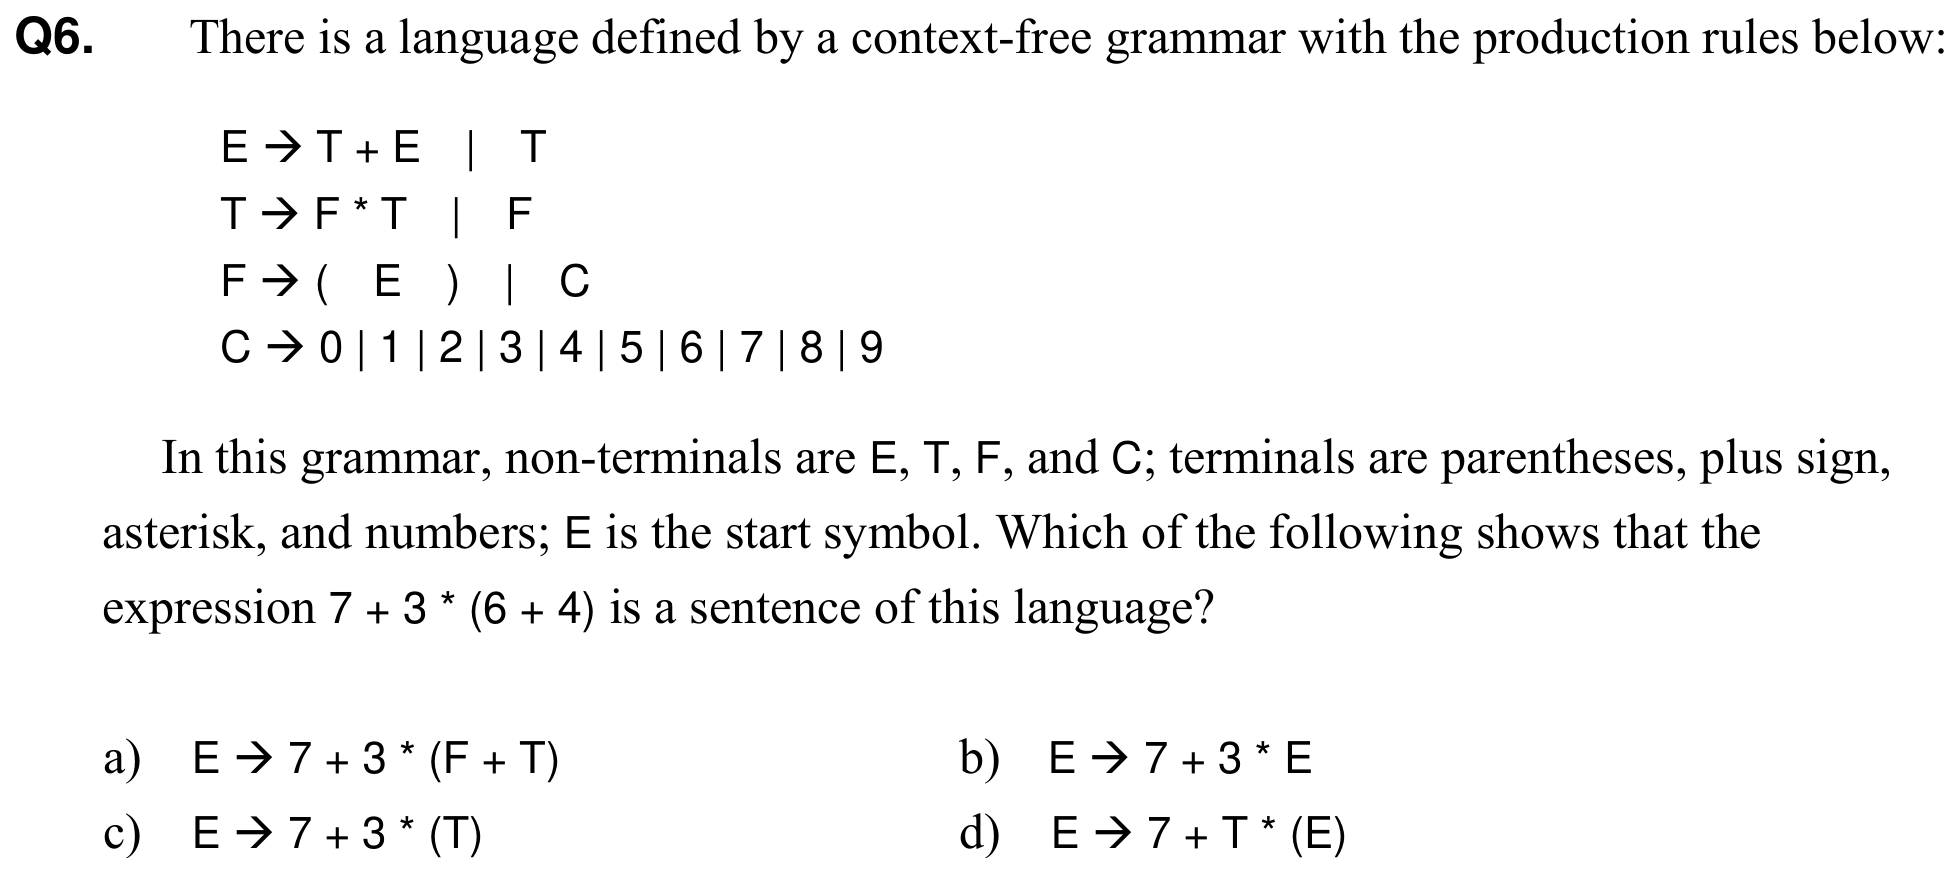 Q6. There is a language defined by a context-free grammar with the production rules below:
E → T + E | T
T → F * T | F
F → ( E ) | C
C → 0 | 1 | 2 | 3 | 4 | 5 | 6 | 7 | 8 | 9
In this grammar, non-terminals are E, T, F, and C; terminals are parentheses, plus sign,
asterisk, and numbers; E is the start symbol. Which of the following shows that the
expression 7 + 3 * (6 + 4) is a sentence of this language?
a) E → 7 + 3 * (F + T) b) E → 7 + 3 * E
c) E → 7 + 3 * (T) d) E → 7 + T * (E)